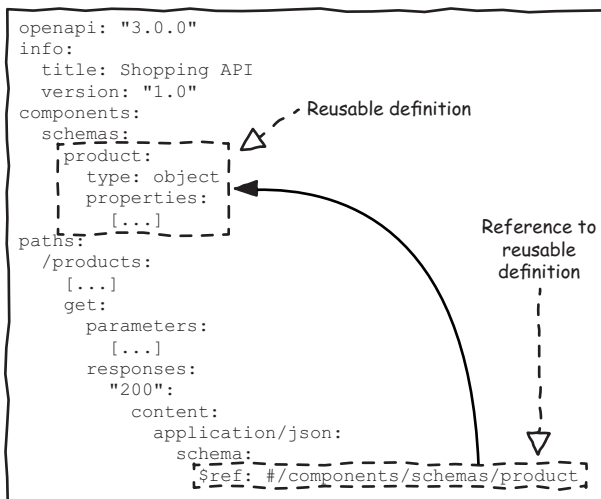 openapi: "3.0.0"
info:
  title: Shopping API
  version: "1.0"
components:
  schemas:
    product:
      type: object
      properties:
        [...]
paths:
  /products:
    [...]
    get:
      parameters:
        [...]
      responses:
        "200":
          content:
            application/json:
              schema:
                $ref: #/components/schemas/product
Reusable definition
Reference to
reusable
definition